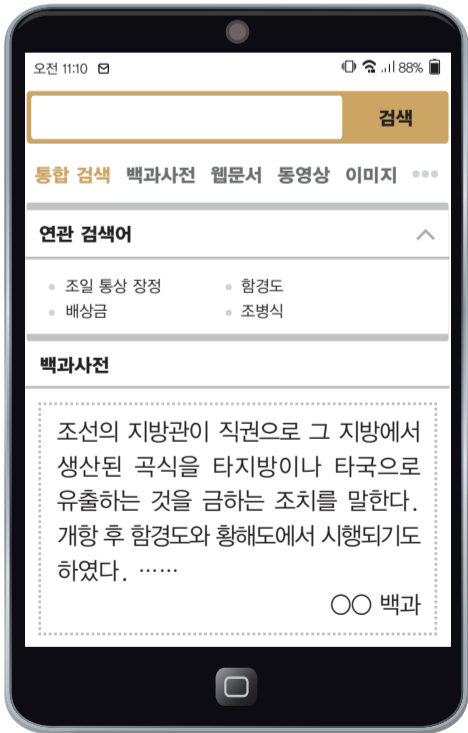 오전 11:10
88%
검색
통합 검색 백과사전 웹문서 동영상 이미지
연관 검색어
조일 통상 장정 함경도
배상금 조병식
백과사전
조선의 지방관이 직권으로 그 지방에서
생산된 곡식을 타지방이나 타국으로
유출하는 것을 금하는 조치를 말한다.
개항 후 함경도와 황해도에서 시행되기도
하였다. ……
○○ 백과